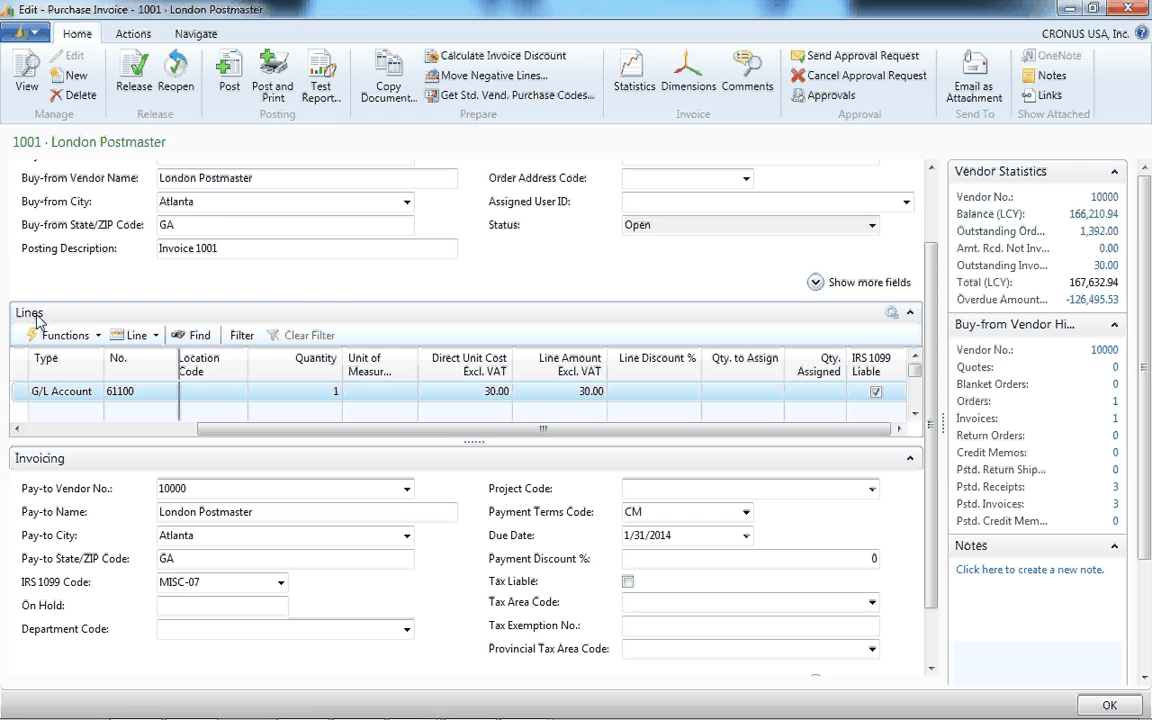 Edit - Purchase Invoice - 1001 · London Postmaster
Home Actions Navigate CRONUS USA, Inc.
View
Edit
New
Delete
Manage
Release
Reopen
Release
Post
Post and Print
Test Report...
Posting
Copy Document...
Calculate Invoice Discount
Move Negative Lines...
Get Std. Vend. Purchase Codes...
Prepare
Statistics
Dimensions
Comments
Invoice
Send Approval Request
Cancel Approval Request
Approvals
Approval
Email as Attachment
Send To
OneNote
Notes
Links
Show Attached
1001 · London Postmaster
Buy-from Vendor Name: London Postmaster
Buy-from City: Atlanta
Buy-from State/ZIP Code: GA
Posting Description: Invoice 1001
Order Address Code:
Assigned User ID:
Status: Open
Show more fields
Lines
Functions Line Find Filter Clear Filter
Type No. Location Code Quantity Unit of Measur... Direct Unit Cost Excl. VAT Line Amount Excl. VAT Line Discount % Qty. to Assign Qty. Assigned IRS 1099 Liable
G/L Account 61100 1 30.00 30.00
Invoicing
Pay-to Vendor No.: 10000
Pay-to Name: London Postmaster
Pay-to City: Atlanta
Pay-to State/ZIP Code: GA
IRS 1099 Code: MISC-07
On Hold:
Department Code:
Project Code:
Payment Terms Code: CM
Due Date: 1/31/2014
Payment Discount %: 0
Tax Liable:
Tax Area Code:
Tax Exemption No.:
Provincial Tax Area Code:
Vendor Statistics
Vendor No.: 10000
Balance (LCY): 166,210.94
Outstanding Ord... 1,392.00
Amt. Rcd. Not Inv... 0.00
Outstanding Invo... 30.00
Total (LCY): 167,632.94
Overdue Amount... -126,495.53
Buy-from Vendor Hi...
Vendor No.: 10000
Quotes: 0
Blanket Orders: 0
Orders: 1
Invoices: 1
Return Orders: 0
Credit Memos: 0
Pstd. Return Ship... 0
Pstd. Receipts: 3
Pstd. Invoices: 3
Pstd. Credit Mem... 0
Notes
Click here to create a new note.
OK